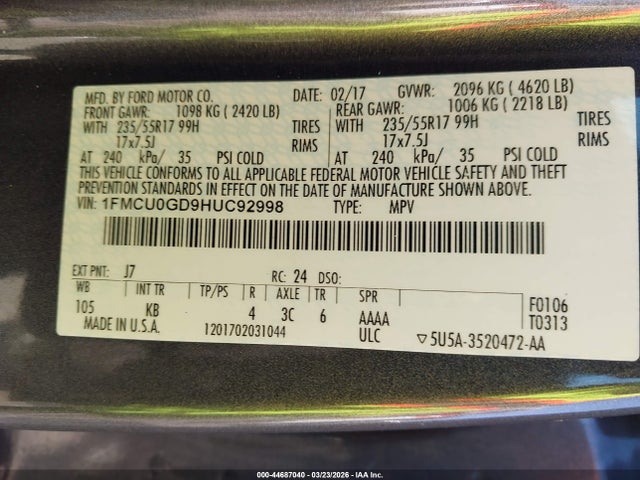 MFD. BY FORD MOTOR CO. DATE: 02/17 GVWR: 2096 KG ( 4620 LB)
FRONT GAWR: 1098 KG ( 2420 LB) REAR GAWR: 1006 KG ( 2218 LB)
WITH 235/55R17 99H TIRES WITH 235/55R17 99H TIRES
17x7.5J RIMS 17x7.5J RIMS
AT 240 kPa/ 35 PSI COLD AT 240 kPa/ 35 PSI COLD
THIS VEHICLE CONFORMS TO ALL APPLICABLE FEDERAL MOTOR VEHICLE SAFETY AND THEFT
PREVENTION STANDARDS IN EFFECT ON THE DATE OF MANUFACTURE SHOWN ABOVE.
VIN: 1FMCU0GD9HUC92998 TYPE: MPV
EXT PNT: J7 RC: 24 DSO:
WB INT TR TP/PS R AXLE TR SPR
105 KB 4 3C 6 AAAA F0106
MADE IN U.S.A. 1201702031044 ULC T0313
▽5U5A-3520472-AA
000-44687040 | 03/23/2026 | IAA Inc.